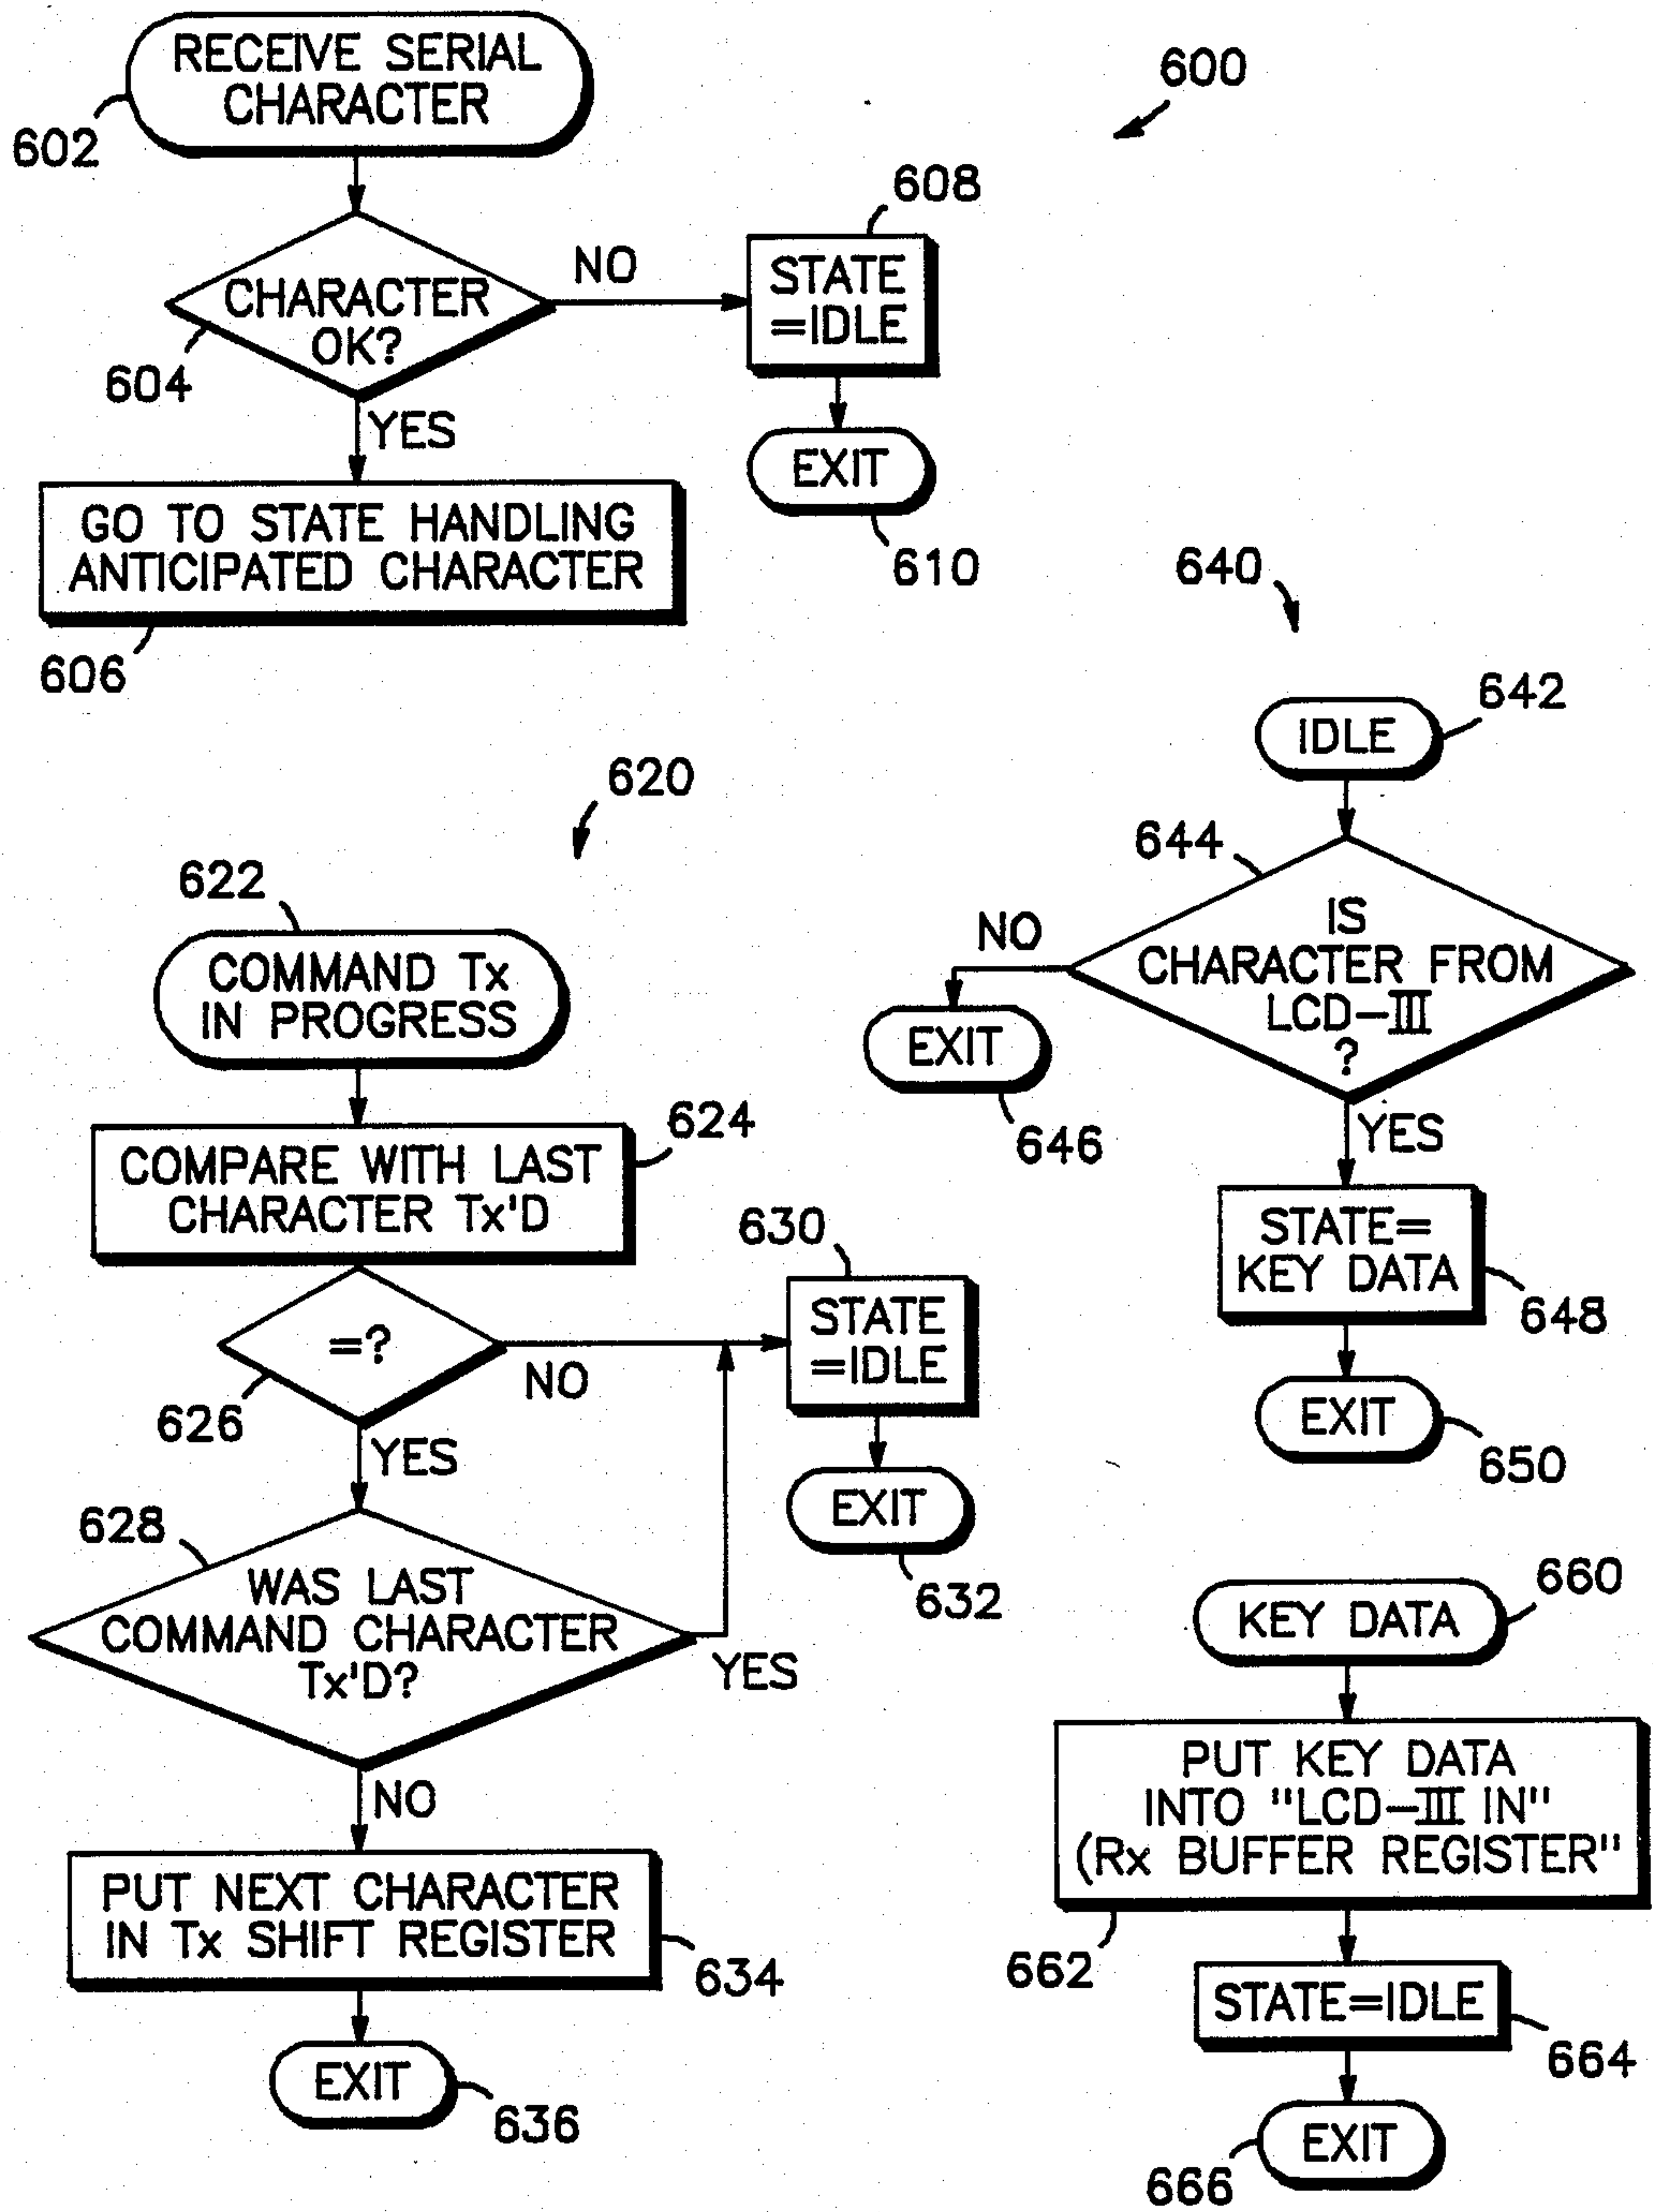 RECEIVE SERIAL
CHARACTER
602
600
CHARACTER
OK?
604
NO
608
STATE
=IDLE
EXIT
610
YES
GO TO STATE HANDLING
ANTICIPATED CHARACTER
606
620
622
COMMAND Tx
IN PROGRESS
624
COMPARE WITH LAST
CHARACTER Tx'D
=?
626
NO
630
STATE
=IDLE
EXIT
632
YES
628
WAS LAST
COMMAND CHARACTER
Tx'D?
YES
NO
PUT NEXT CHARACTER
IN Tx SHIFT REGISTER
634
EXIT
636
640
642
IDLE
644
IS
CHARACTER FROM
LCD-III
?
NO
EXIT
646
YES
STATE=
KEY DATA
648
EXIT
650
660
KEY DATA
PUT KEY DATA
INTO "LCD-III IN"
(Rx BUFFER REGISTER"
662
STATE=IDLE
664
EXIT
666